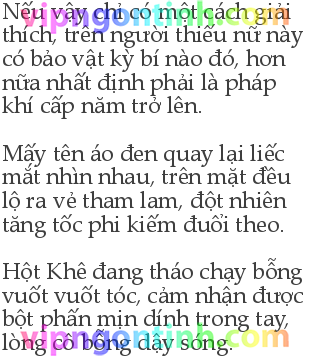 Nếu vậy chỉ có một cách giải
thích, trên người thiếu nữ này
có bảo vật kỳ bí nào đó, hơn
nữa nhất định phải là pháp
khí cấp năm trở lên.

Mấy tên áo đen quay lại liếc
mắt nhìn nhau, trên mặt đều
lộ ra vẻ tham lam, đột nhiên
tăng tốc phi kiếm đuổi theo.

Hột Khê đang tháo chạy bỗng
vuốt vuốt tóc, cảm nhận được
bột phấn mịn dính trong tay,
lòng cô bỗng dậy sóng.
vipngontinh.com
vipngontinh.com